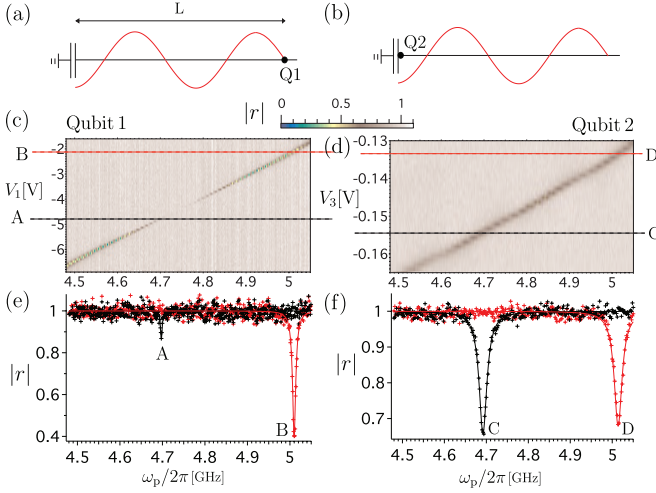 (a)
L
Q1
(b)
Q2
|r|
0 0.5 1
(c) Qubit 1
B
V₁[V]
A
-2
-3
-4
-5
-6
4.5 4.6 4.7 4.8 4.9 5
Qubit 2
(d)
D
V₃[V]
C
-0.13
-0.14
-0.15
-0.16
4.5 4.6 4.7 4.8 4.9 5
(e)
|r|
1
0.8
0.6
0.4
A
B
4.5 4.6 4.7 4.8 4.9 5
ωₚ/2π [GHz]
(f)
|r|
1
0.9
0.8
0.7
C
D
4.5 4.6 4.7 4.8 4.9 5
ωₚ/2π [GHz]